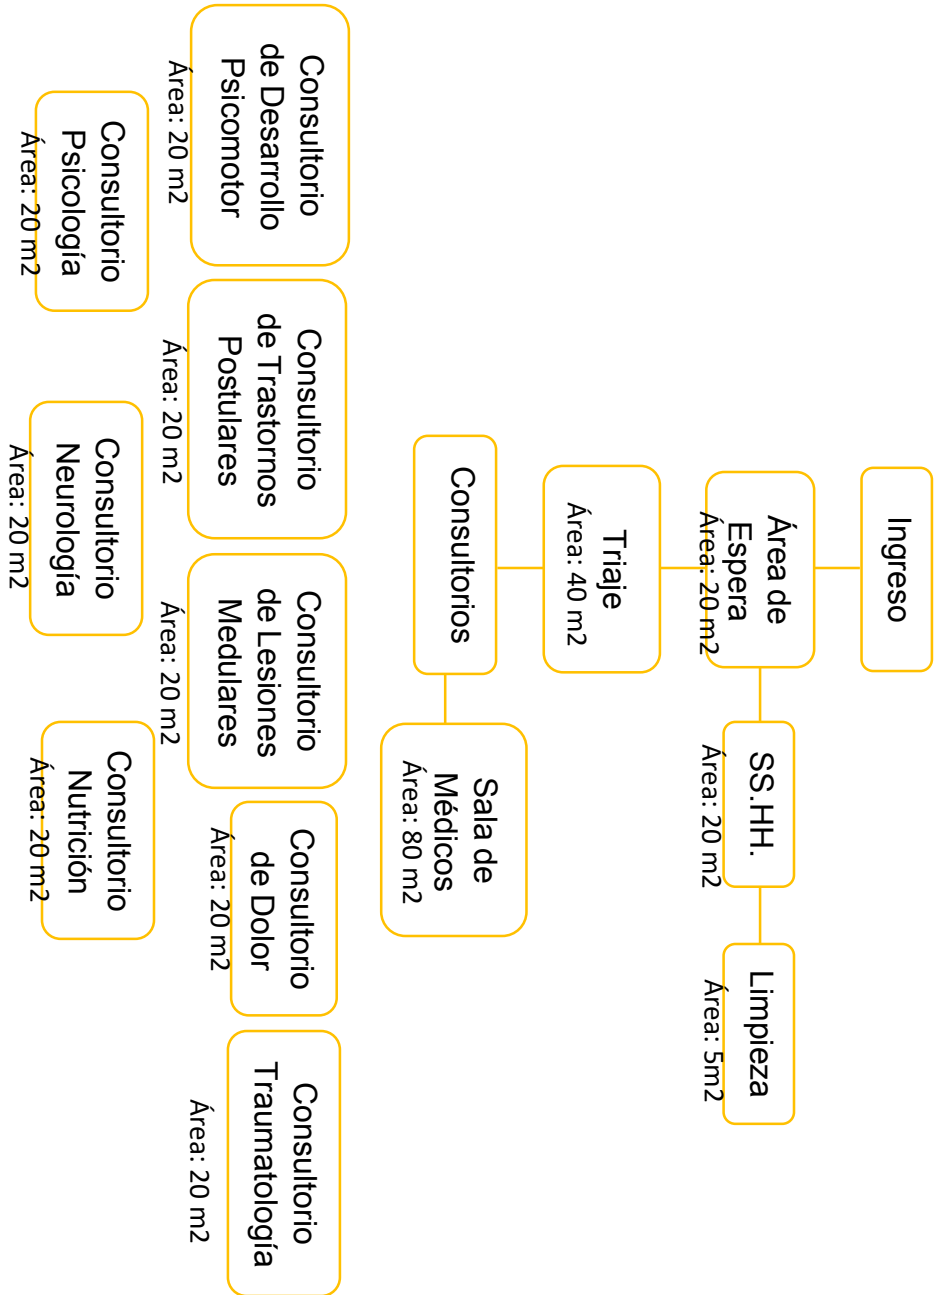 Ingreso
Área de
Espera
Área: 20 m2
SS.HH.
Área: 20 m2
Limpieza
Área: 5m2
Triaje
Área: 40 m2
Consultorios
Sala de
Médicos
Área: 80 m2
Consultorio
de Desarrollo
Psicomotor
Área: 20 m2
Consultorio
de Trastornos
Postulares
Área: 20 m2
Consultorio
de Lesiones
Medulares
Área: 20 m2
Consultorio
de Dolor
Área: 20 m2
Consultorio
Traumatología
Área: 20 m2
Consultorio
Psicología
Área: 20 m2
Consultorio
Neurología
Área: 20 m2
Consultorio
Nutrición
Área: 20 m2